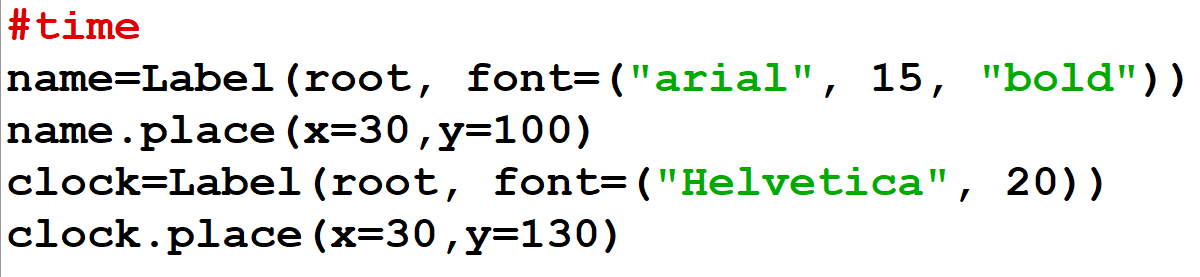 #time
name=Label(root, font=("arial", 15, "bold"))
name.place(x=30,y=100)
clock=Label(root, font=("Helvetica", 20))
clock.place(x=30,y=130)